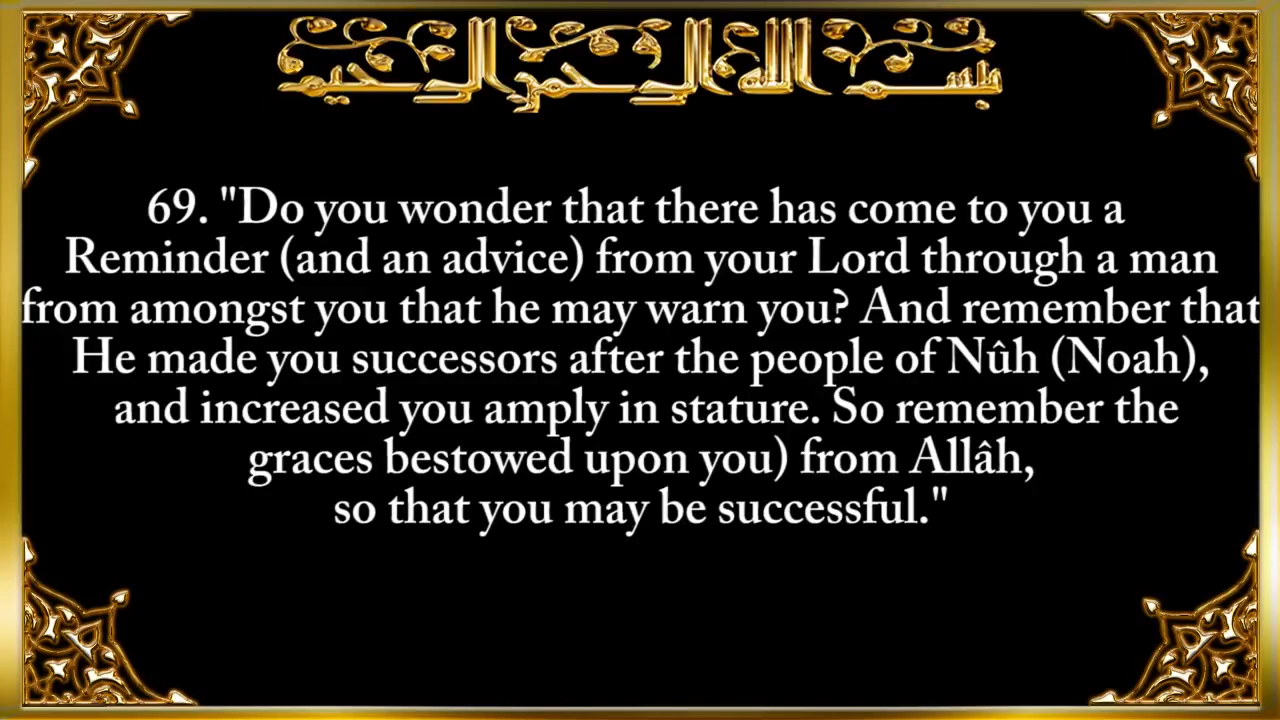 بسم الله الرحمن الرحيم
69. "Do you wonder that there has come to you a
Reminder (and an advice) from your Lord through a man
from amongst you that he may warn you? And remember that
He made you successors after the people of Nûh (Noah),
and increased you amply in stature. So remember the
graces bestowed upon you) from Allâh,
so that you may be successful."